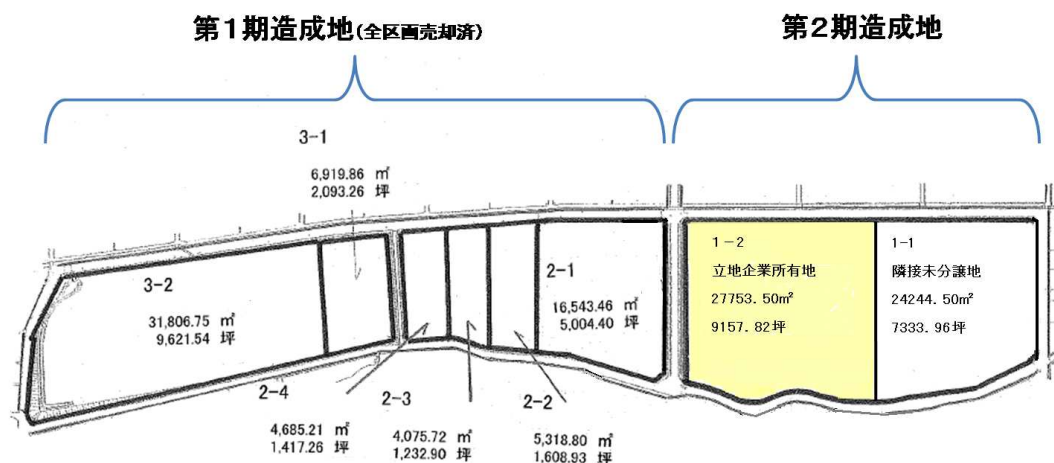 第1期造成地(全区画売却済)
第2期造成地
3-1
6,919.86 ㎡
2,093.26 坪
3-2
31,806.75 ㎡
9,621.54 坪
2-1
16,543.46 ㎡
5,004.40 坪
1-2
立地企業所有地
27753.50㎡
9157.82坪
1-1
隣接未分譲地
24244.50㎡
7333.96坪
2-4
4,685.21 ㎡
1,417.26 坪
2-3
4,075.72 ㎡
1,232.90 坪
2-2
5,318.80 ㎡
1,608.93 坪